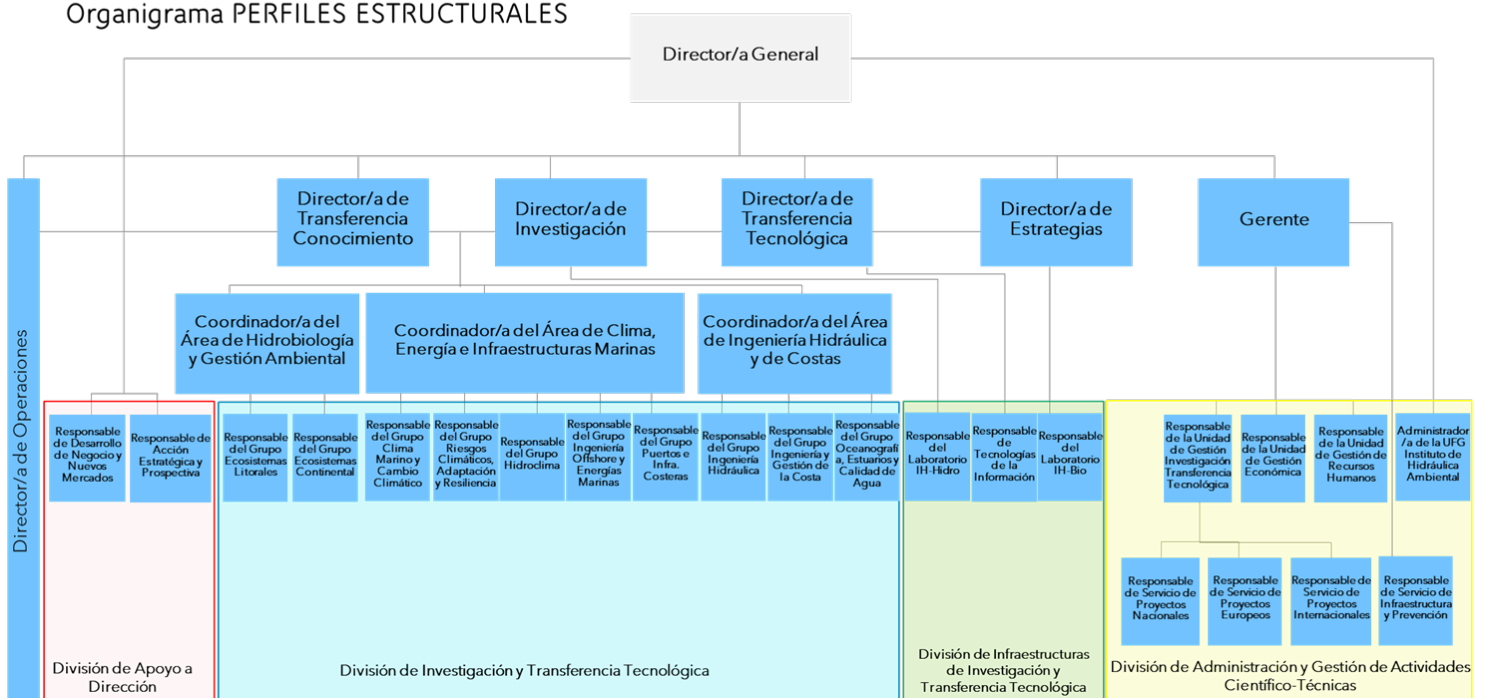 Organigrama PERFILES ESTRUCTURALES
Director/a General
Director/a de Operaciones
Director/a de
Transferencia
Conocimiento
Director/a de
Investigación
Director/a de
Transferencia
Tecnológica
Director/a de
Estrategias
Gerente
Coordinador/a del
Área de Hidrobiología
y Gestión Ambiental
Coordinador/a del Área de Clima,
Energía e Infraestructuras Marinas
Coordinador/a del Área
de Ingeniería Hidráulica
y de Costas
Responsable
de Desarrollo
de Negocio y
Nuevos
Mercados
Responsable de
Acción
Estratégica y
Prospectiva
Responsable
del Grupo
Ecosistemas
Litorales
Responsable
del Grupo
Ecosistemas
Continental
Responsable
del Grupo
Clima
Marino y
Cambio
Climático
Responsable
del Grupo
Riesgos
Climáticos,
Adaptación
y Resiliencia
Responsable
del Grupo
Hidroclima
Responsable
del Grupo
Ingeniería
Offshore y
Energías
Marinas
Responsable
del Grupo
Puertos e
Infra.
Costeras
Responsable
del Grupo
Ingeniería
Hidráulica
Responsable
del Grupo
Ingeniería y
Gestión de
la Costa
Responsable
del Grupo
Oceanografí
a, Estuarios y
Calidad de
Agua
Responsable
del
Laboratorio
IH-Hidro
Responsable
de
Tecnologías
de la
Información
Responsable
del
Laboratorio
IH-Bio
Responsable
de la Unidad
de Gestión
Investigación
Transferencia
Tecnológica
Responsable
de la Unidad
de Gestión
Económica
Responsable
de la Unidad
de Gestión de
Recursos
Humanos
Administrador
/a de la UFG
Instituto de
Hidráulica
Ambiental
Responsable
de Servicio de
Proyectos
Nacionales
Responsable
de Servicio de
Proyectos
Europeos
Responsable de
Servicio de
Proyectos
Internacionales
Responsable
de Servicio de
Infraestructura
y Prevención
División de Apoyo a
Dirección
División de Investigación y Transferencia Tecnológica
División de Infraestructuras
de Investigación y
Transferencia Tecnológica
División de Administración y Gestión de Actividades
Científico-Técnicas